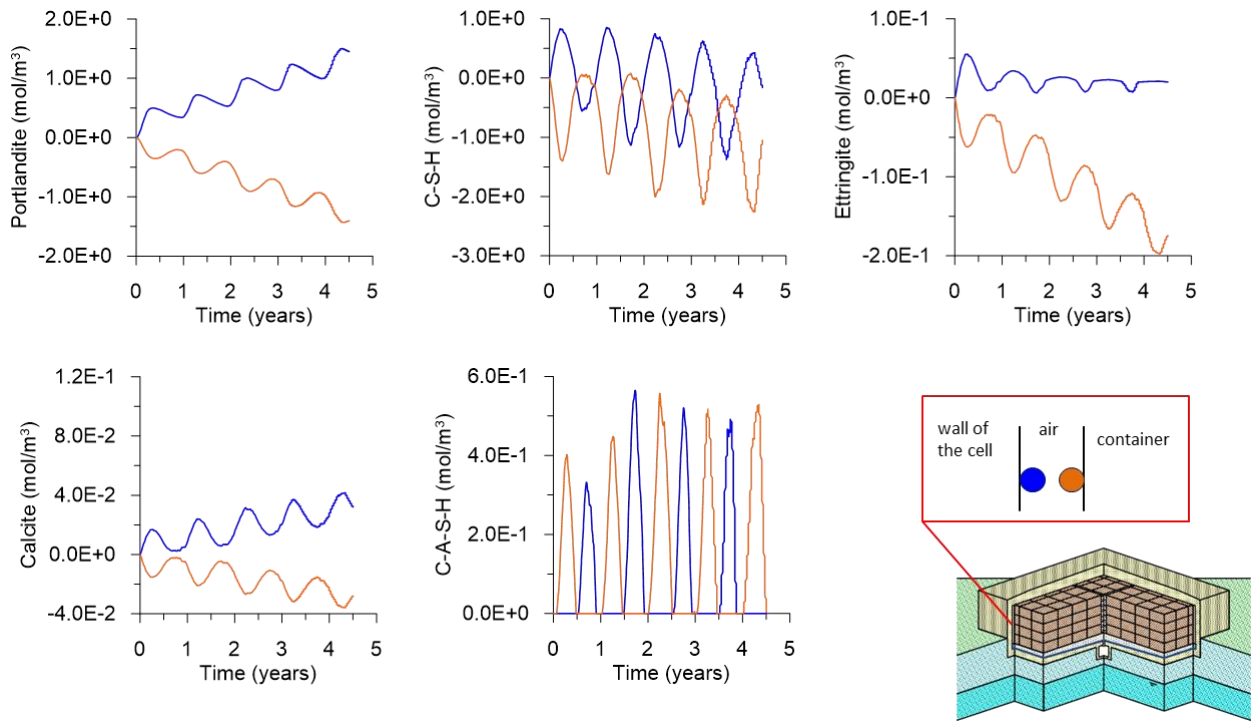 2.0E+0
1.0E+0
0.0E+0
-1.0E+0
-2.0E+0
Portlandite (mol/m³)
0 1 2 3 4 5
Time (years)
1.0E+0
0.0E+0
-1.0E+0
-2.0E+0
-3.0E+0
C-S-H (mol/m³)
0 1 2 3 4 5
Time (years)
1.0E-1
0.0E+0
-1.0E-1
-2.0E-1
Ettringite (mol/m³)
0 1 2 3 4 5
Time (years)
1.2E-1
8.0E-2
4.0E-2
0.0E+0
-4.0E-2
Calcite (mol/m³)
0 1 2 3 4 5
Time (years)
6.0E-1
4.0E-1
2.0E-1
0.0E+0
C-A-S-H (mol/m³)
0 1 2 3 4 5
Time (years)
wall of
the cell
air
container